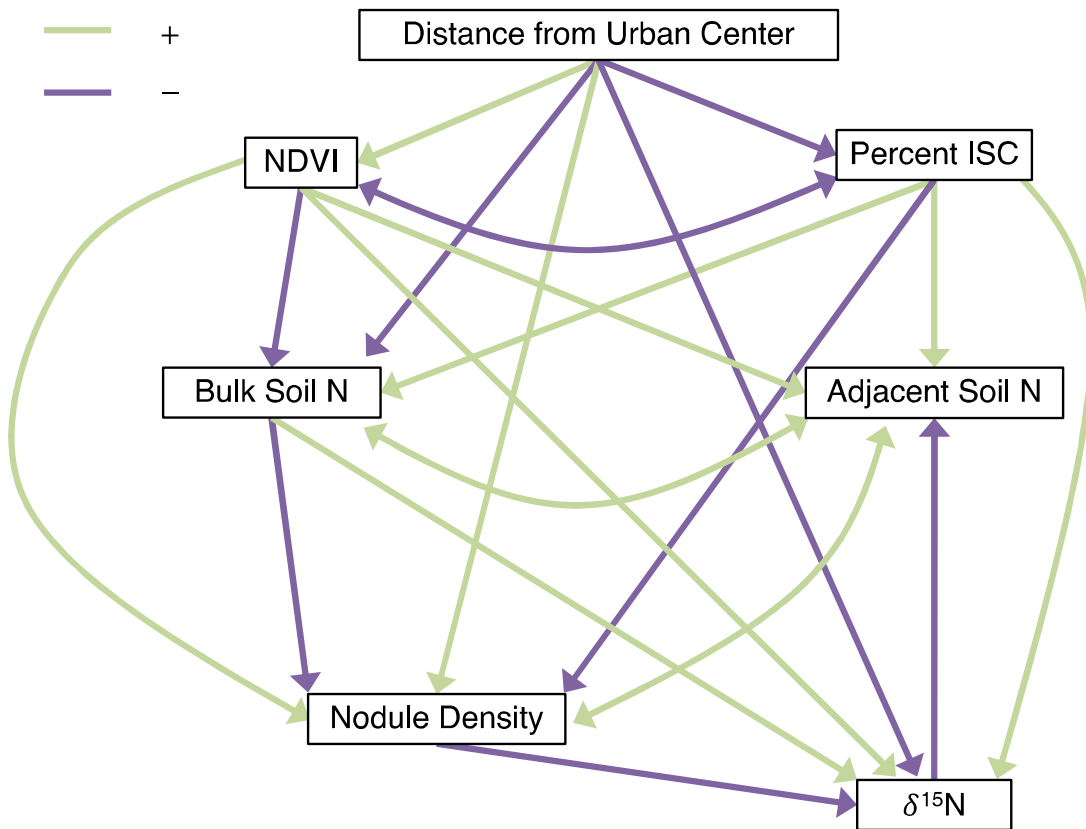 +
Distance from Urban Center
−
NDVI
Percent ISC
Bulk Soil N
Adjacent Soil N
Nodule Density
δ¹⁵N